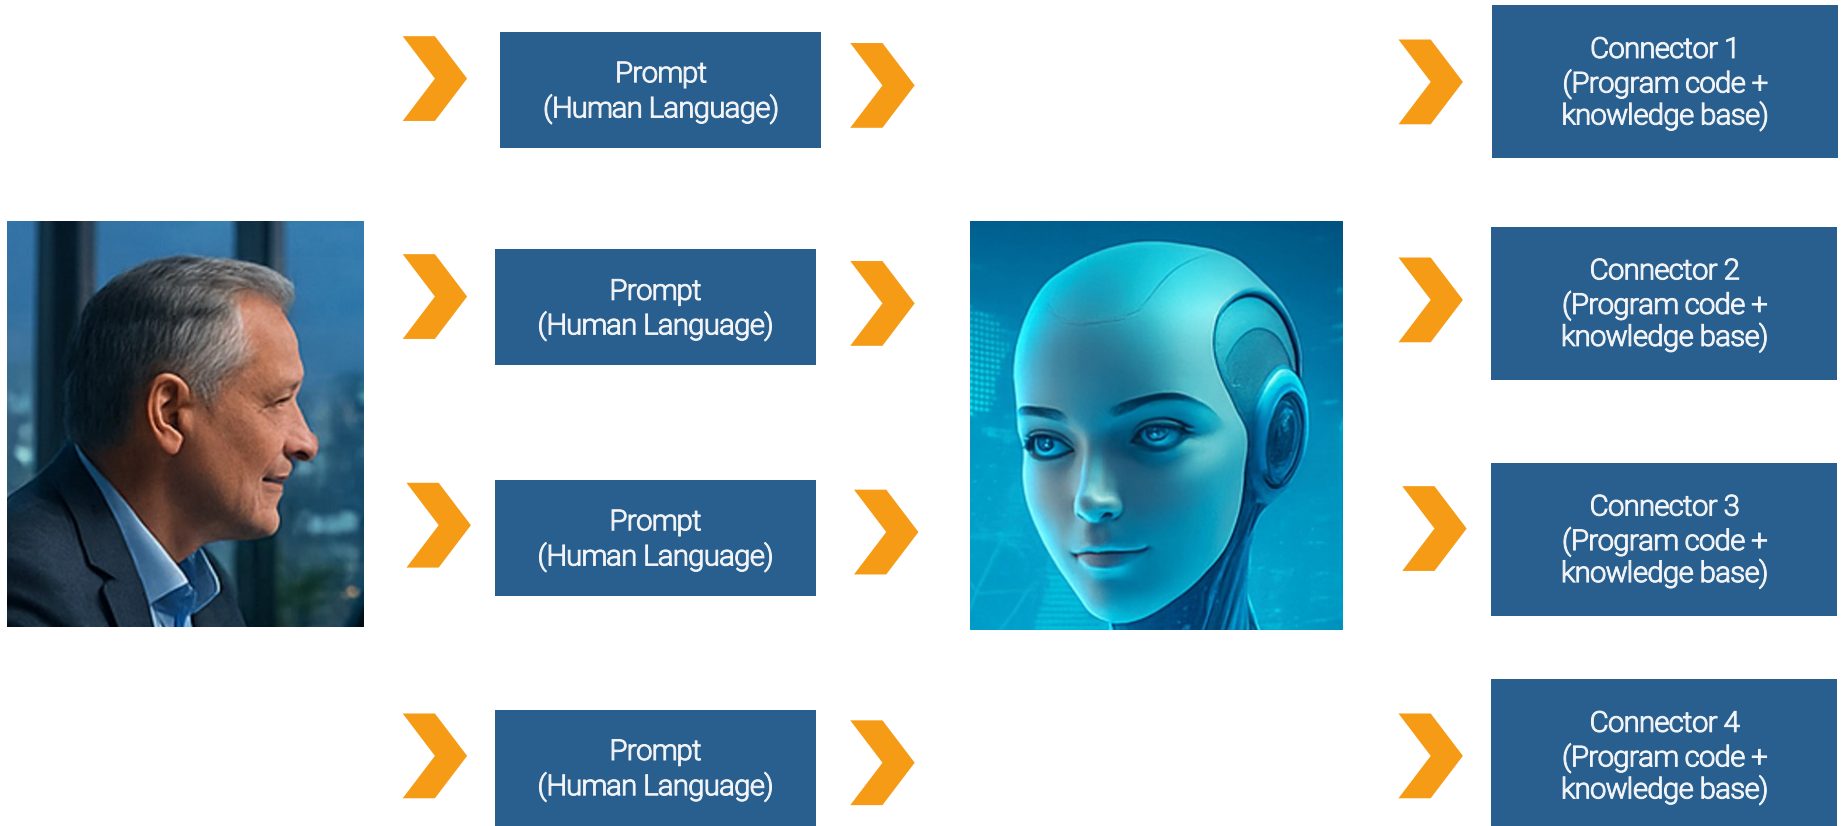 Prompt
(Human Language)
Connector 1
(Program code +
knowledge base)
Prompt
(Human Language)
Connector 2
(Program code +
knowledge base)
Prompt
(Human Language)
Connector 3
(Program code +
knowledge base)
Prompt
(Human Language)
Connector 4
(Program code +
knowledge base)